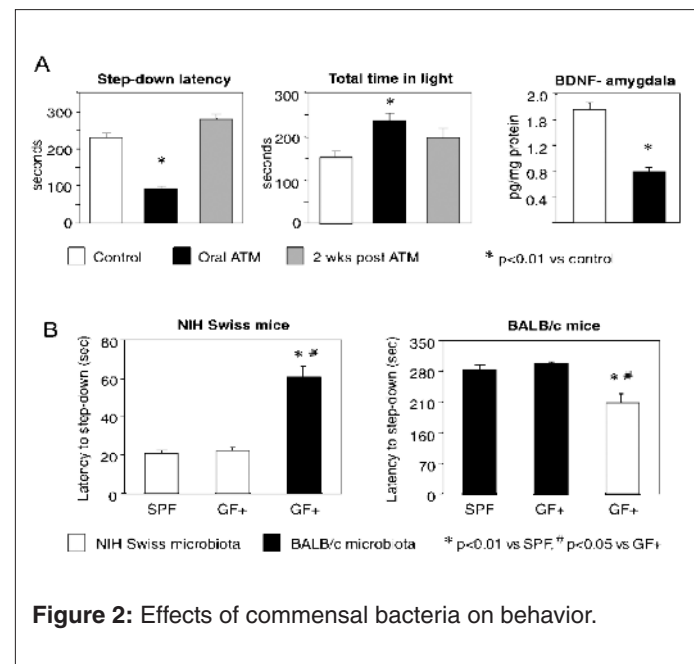 A
Step-down latency
Total time in light
BDNF- amygdala
seconds
300
200
100
0
seconds
300
200
100
0
pg/mg protein
2.0
1.8
1.2
0.8
0.4
*
*
*
Control
Oral ATM
2 wks post ATM
* p<0.01 vs control
B
NIH Swiss mice
BALB/c mice
Latency to step-down (sec)
80
60
40
20
0
* #
SPF
GF+
GF+
Latency to step-down (sec)
350
280
210
160
70
0
* #
SPF
GF+
GF+
NIH Swiss microbiota
BALB/c microbiota
* p<0.01 vs SPF, # p<0.05 vs GF+
Figure 2: Effects of commensal bacteria on behavior.